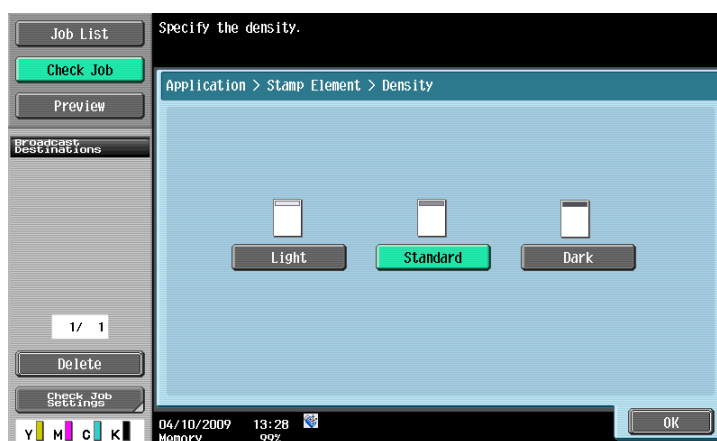 Job List
Check Job
Preview
Broadcast
Destinations
1/ 1
Delete
Check Job
Settings
Y M C K
Specify the density.
Application > Stamp Element > Density
Light
Standard
Dark
04/10/2009 13:28
Memory 99%
OK